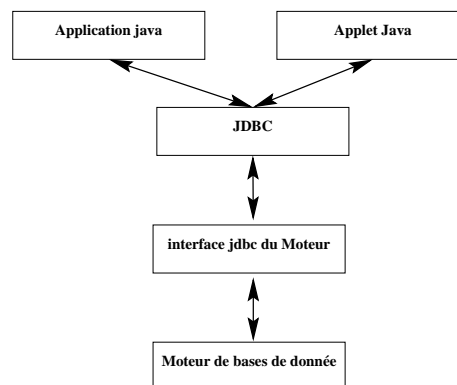 Application java
Applet Java
JDBC
interface jdbc du Moteur
Moteur de bases de donnée